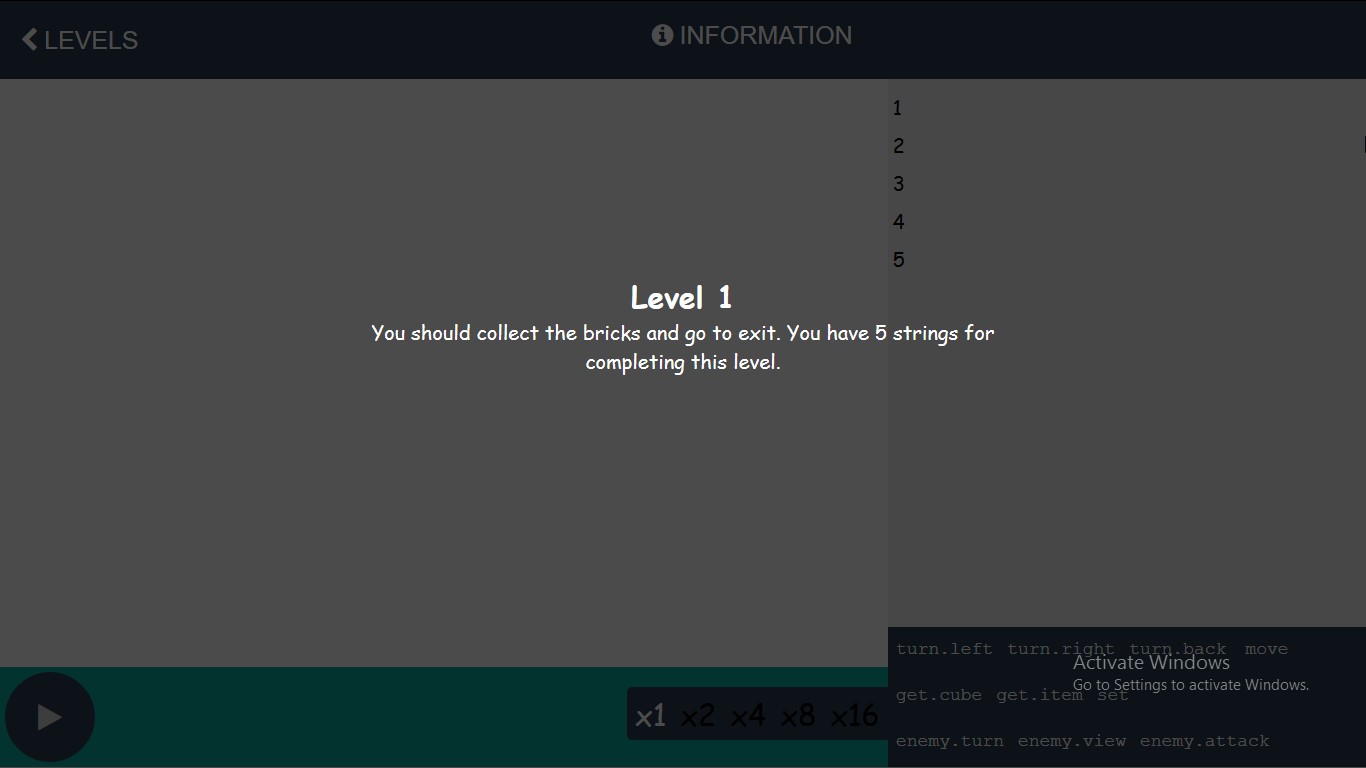 LEVELS
INFORMATION
1
2
3
4
5
Level 1
You should collect the bricks and go to exit. You have 5 strings for
completing this level.
turn.left turn.right turn.back move
Activate Windows
Go to Settings to activate Windows.
get.cube get.item set
x1 x2 x4 x8 x16
enemy.turn enemy.view enemy.attack